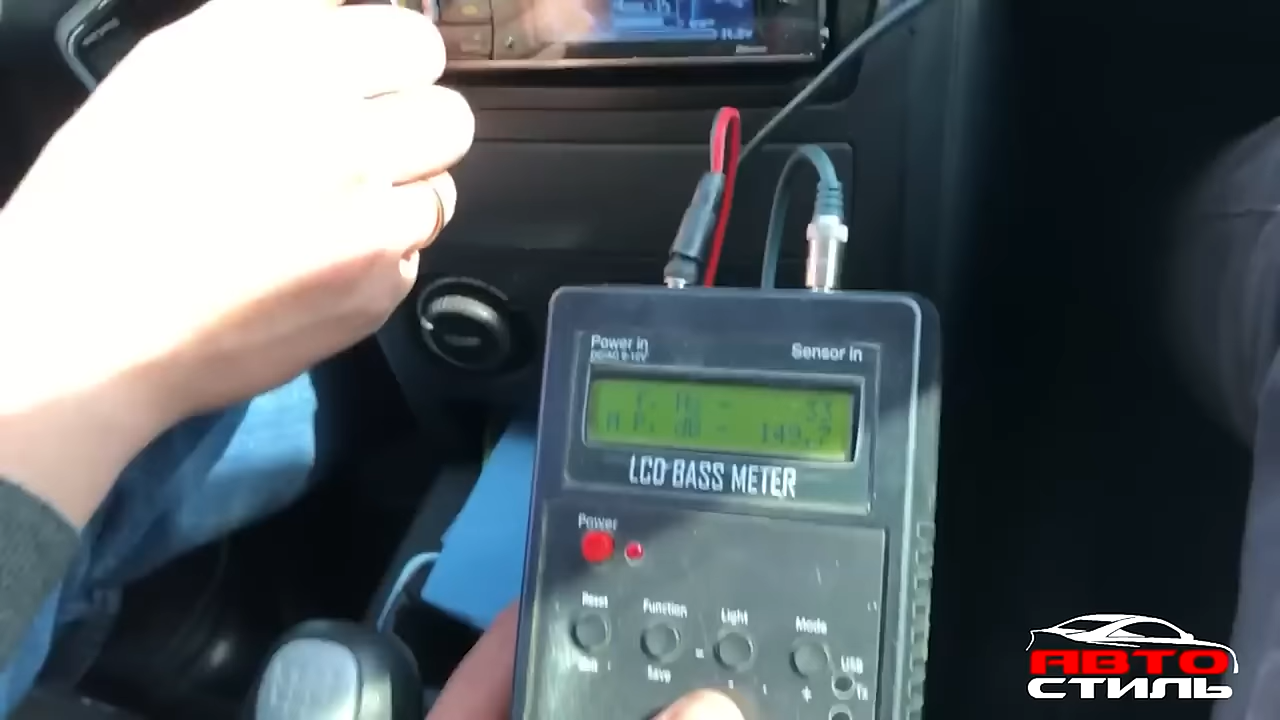 Power in
Sensor in
F. Hz - 33
M P. dB - 149.7
LCD BASS METER
Power
Reset
Function
Light
Mode
Save
USB
АВТО
СТИЛЬ